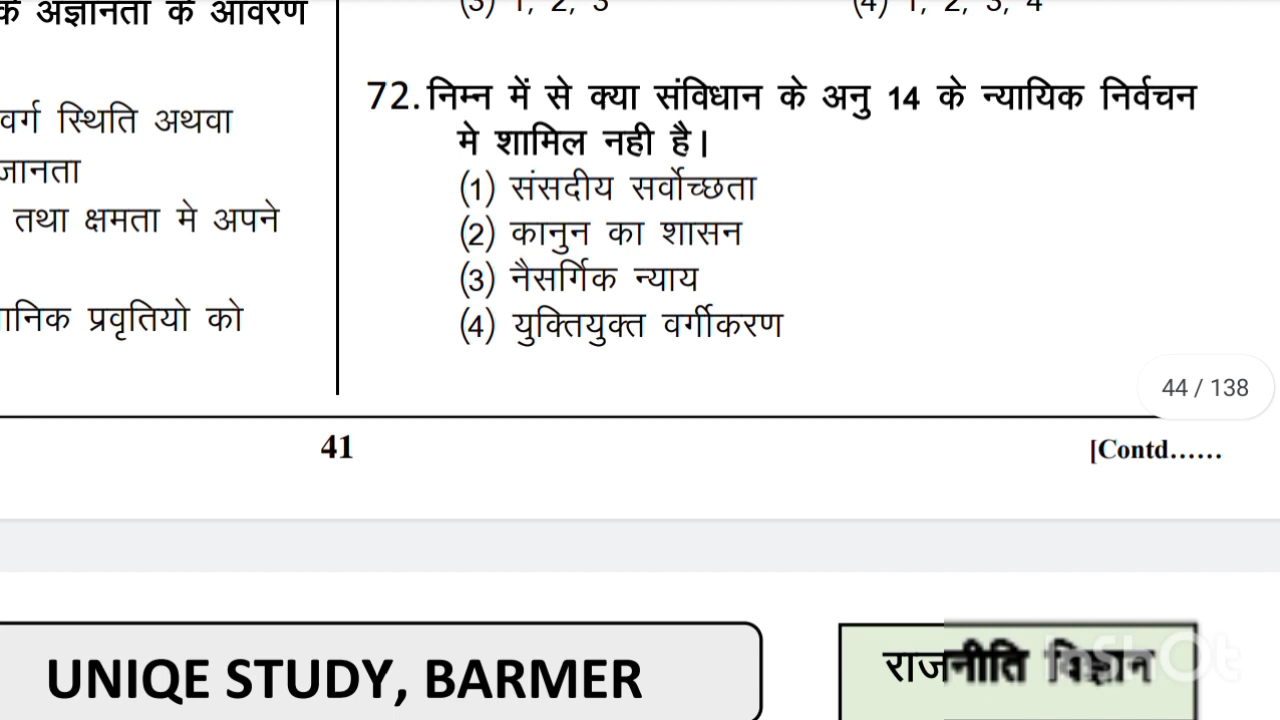 के अज्ञानता के आवरण
वर्ग स्थिति अथवा
जानता
तथा क्षमता मे अपने
प्रवृतियो को
(3) 1, 2, 3 (4) 1, 2, 3, 4
72. निम्न में से क्या संविधान के अनु 14 के न्यायिक निर्वचन
मे शामिल नही है।
(1) संसदीय सर्वोच्छता
(2) कानुन का शासन
(3) नैसर्गिक न्याय
(4) युक्तियुक्त वर्गीकरण
44 / 138
41 [Contd......
UNIQE STUDY, BARMER
राजनीति विज्ञान
InShOt